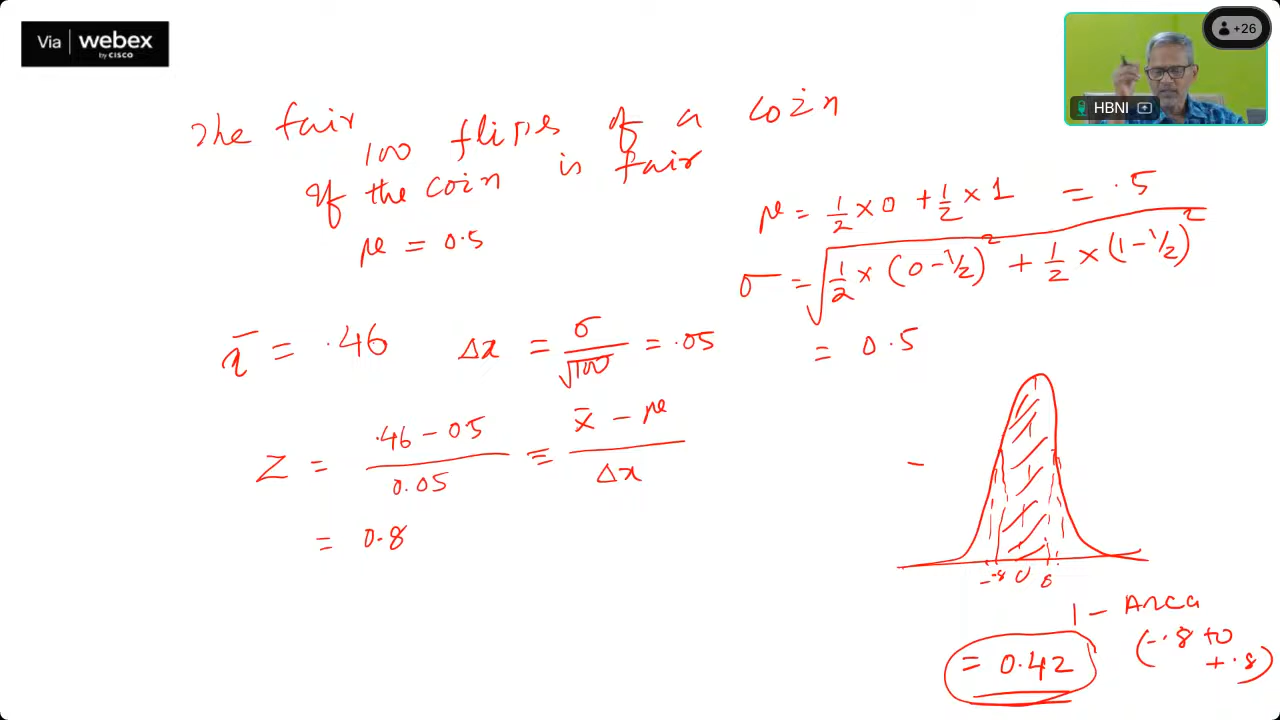 Via webex
by CISCO
+26
HBNI
The fair
100 flips of a coin
If the coin is fair
μ = 0.5
μ = 1/2 × 0 + 1/2 × 1 = .5
σ = √(1/2 × (0 - 1/2)² + 1/2 × (1 - 1/2)²)
= 0.5
x̄ = .46 Δx = σ/√100 = .05
Z = (.46 - 05)/0.05 = (x̄ - μ)/Δx
= 0.8
-
-.8 0 8
1 - Area
(-.8 to
+.8)
= 0.42